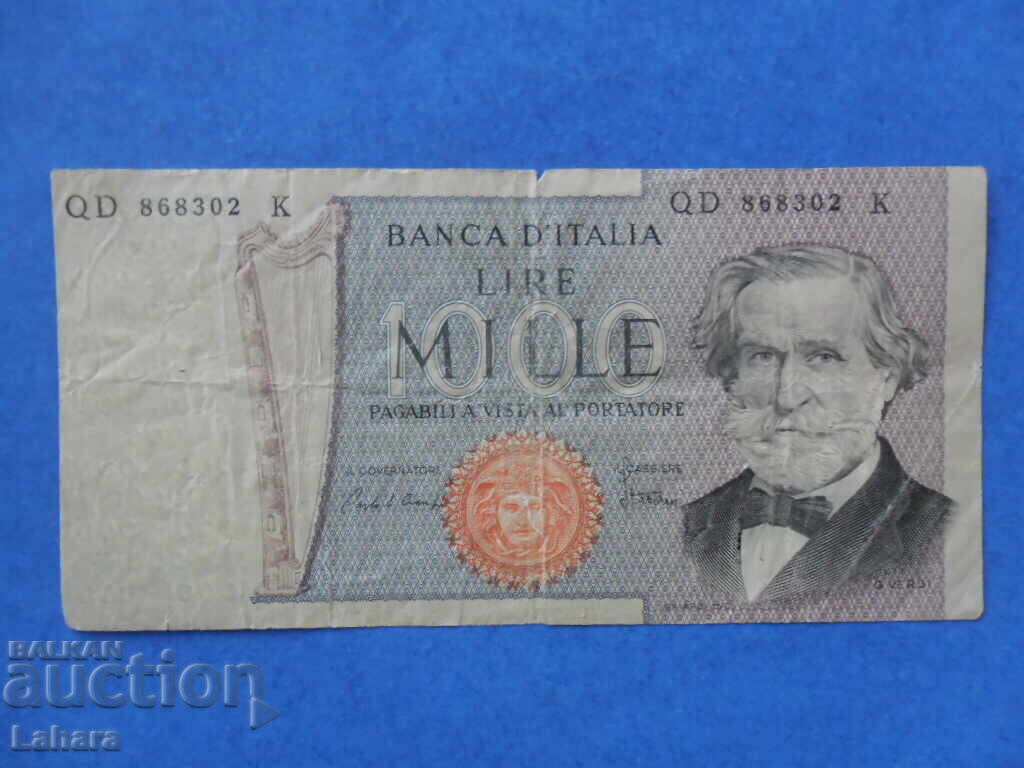 QD 868302 K
QD 868302 K
BANCA D'ITALIA
LIRE
1000
MILLE
PAGABILI A VISTA AL PORTATORE
IL GOVERNATORE
IL CASSIERE
G. VERDI
BALKAN
auction
Lahara